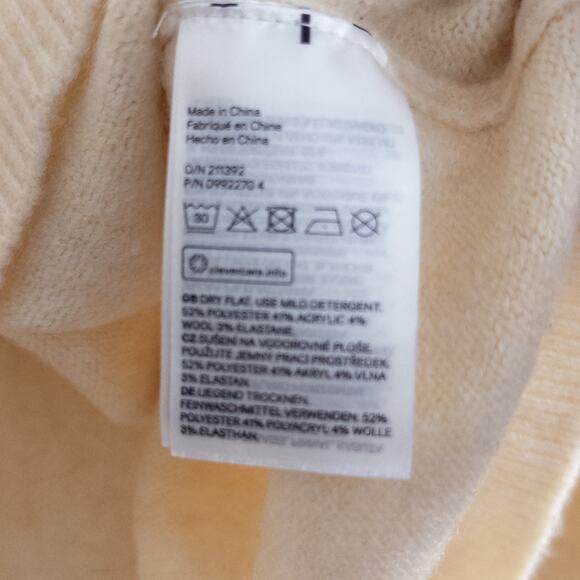 Made in China
Fabriqué en Chine
Hecho en China
O/N 211392
P/N 0992270 4
30
clevercare.info
GB DRY FLAT. USE MILD DETERGENT.
52% POLYESTER 41% ACRYLIC 4%
WOOL 3% ELASTANE.
CZ SUŠENÍ NA VODOROVNÉ PLOŠE.
POUŽIJTE JEMNÝ PRACÍ PROSTŘEDEK.
52% POLYESTER 41% AKRYL 4% VLNA
3% ELASTAN
DE LIEGEND TROCKNEN.
FEINWASCHMITTEL VERWENDEN. 52%
POLYESTER 41% POLYACRYL 4% WOLLE
3% ELASTHAN.